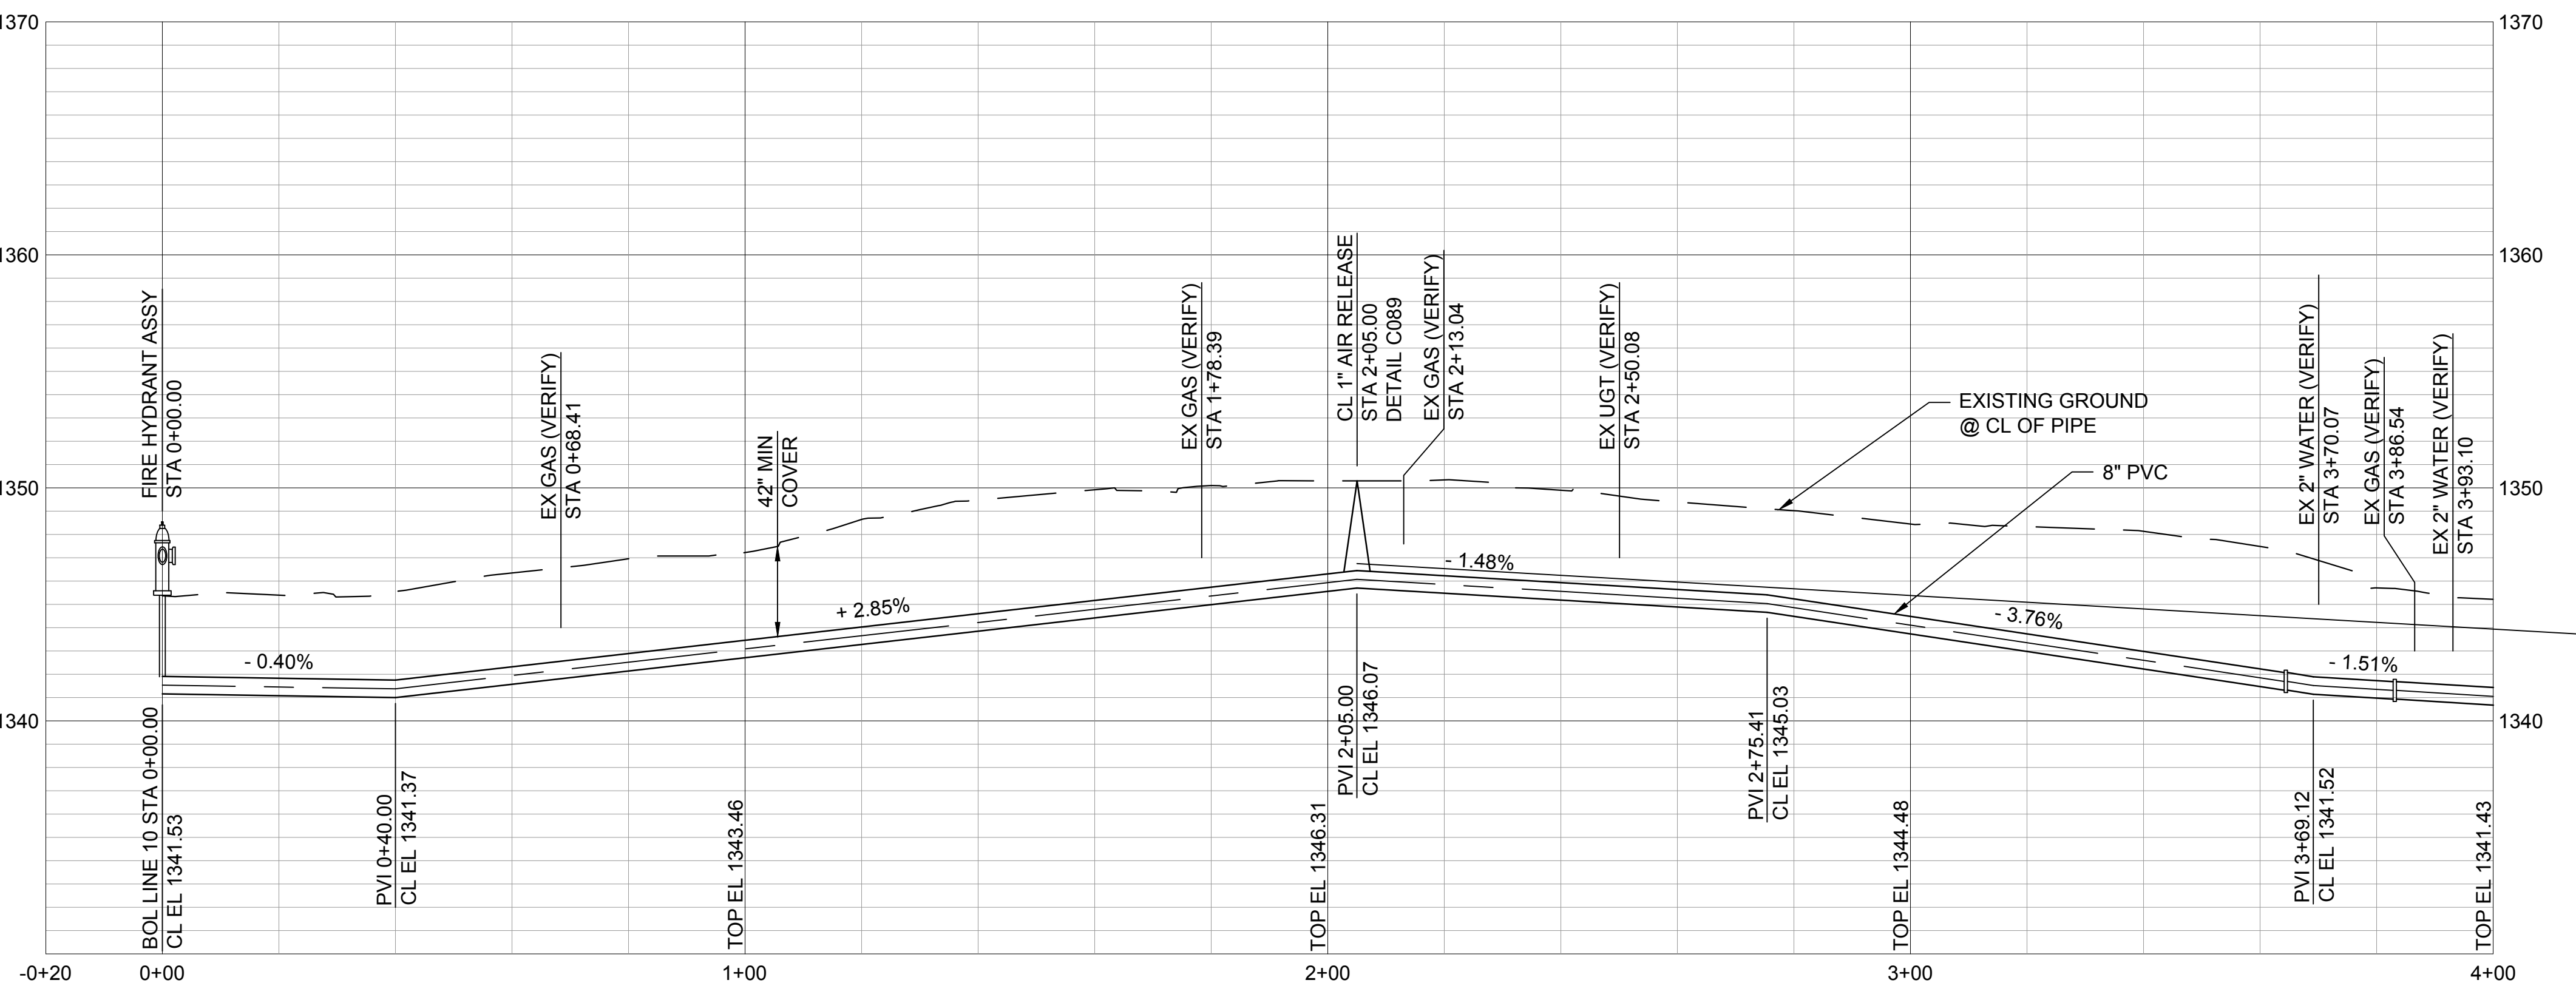 1370
1370
1360
1360
1350
1350
1340
1340
FIRE HYDRANT ASSY
STA 0+00.00
EX GAS (VERIFY)
STA 0+68.41
42" MIN
COVER
EX GAS (VERIFY)
STA 1+78.39
CL 1" AIR RELEASE
STA 2+05.00
DETAIL C089
EX GAS (VERIFY)
STA 2+13.04
EX UGT (VERIFY)
STA 2+50.08
EXISTING GROUND
@ CL OF PIPE
8" PVC
EX 2" WATER (VERIFY)
STA 3+70.07
EX GAS (VERIFY)
STA 3+86.54
EX 2" WATER (VERIFY)
STA 3+93.10
- 0.40%
+ 2.85%
- 1.48%
- 3.76%
- 1.51%
BOL LINE 10 STA 0+00.00
CL EL 1341.53
PVI 0+40.00
CL EL 1341.37
TOP EL 1343.46
TOP EL 1346.31
PVI 2+05.00
CL EL 1346.07
PVI 2+75.41
CL EL 1345.03
TOP EL 1344.48
PVI 3+69.12
CL EL 1341.52
TOP EL 1341.43
-0+20
0+00
1+00
2+00
3+00
4+00